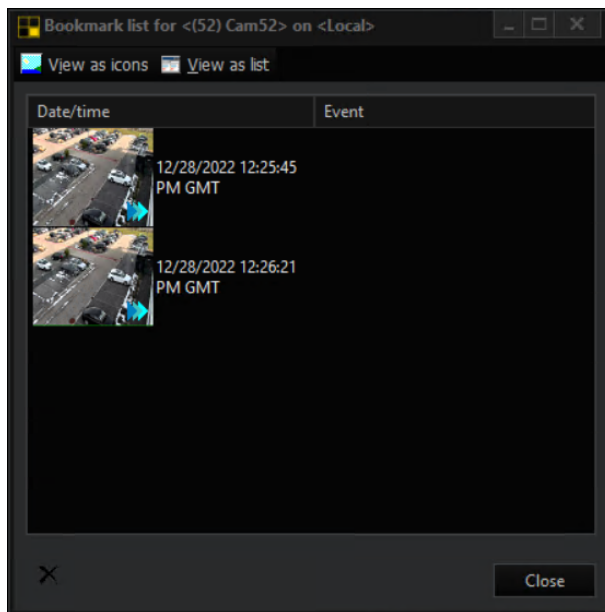 Bookmark list for <(52) Cam52> on <Local>
View as icons View as list
Date/time Event
12/28/2022 12:25:45
PM GMT
12/28/2022 12:26:21
PM GMT
Close